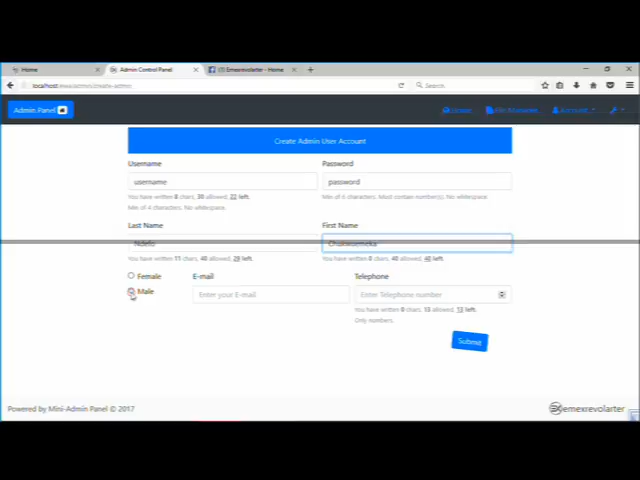 Home
Admin Control Panel
Emexrevolarter - Home
localhost
Search
Admin Panel
Home
Account
Create Admin User Account
Username
Password
username
password
You have written 8 chars, 30 allowed, 22 left.
Min of 6 characters. Must contain number(s). No whitespace.
Min of 4 characters. No whitespace.
Last Name
First Name
Ndelo
Chukwuemeka
You have written 11 chars, 40 allowed, 29 left.
You have written 0 chars, 40 allowed, 40 left.
Female
E-mail
Telephone
Male
Enter your E-mail
Enter Telephone number
You have written 0 chars, 13 allowed, 13 left.
Only numbers.
Submit
Powered by Mini-Admin Panel © 2017
emexrevolarter